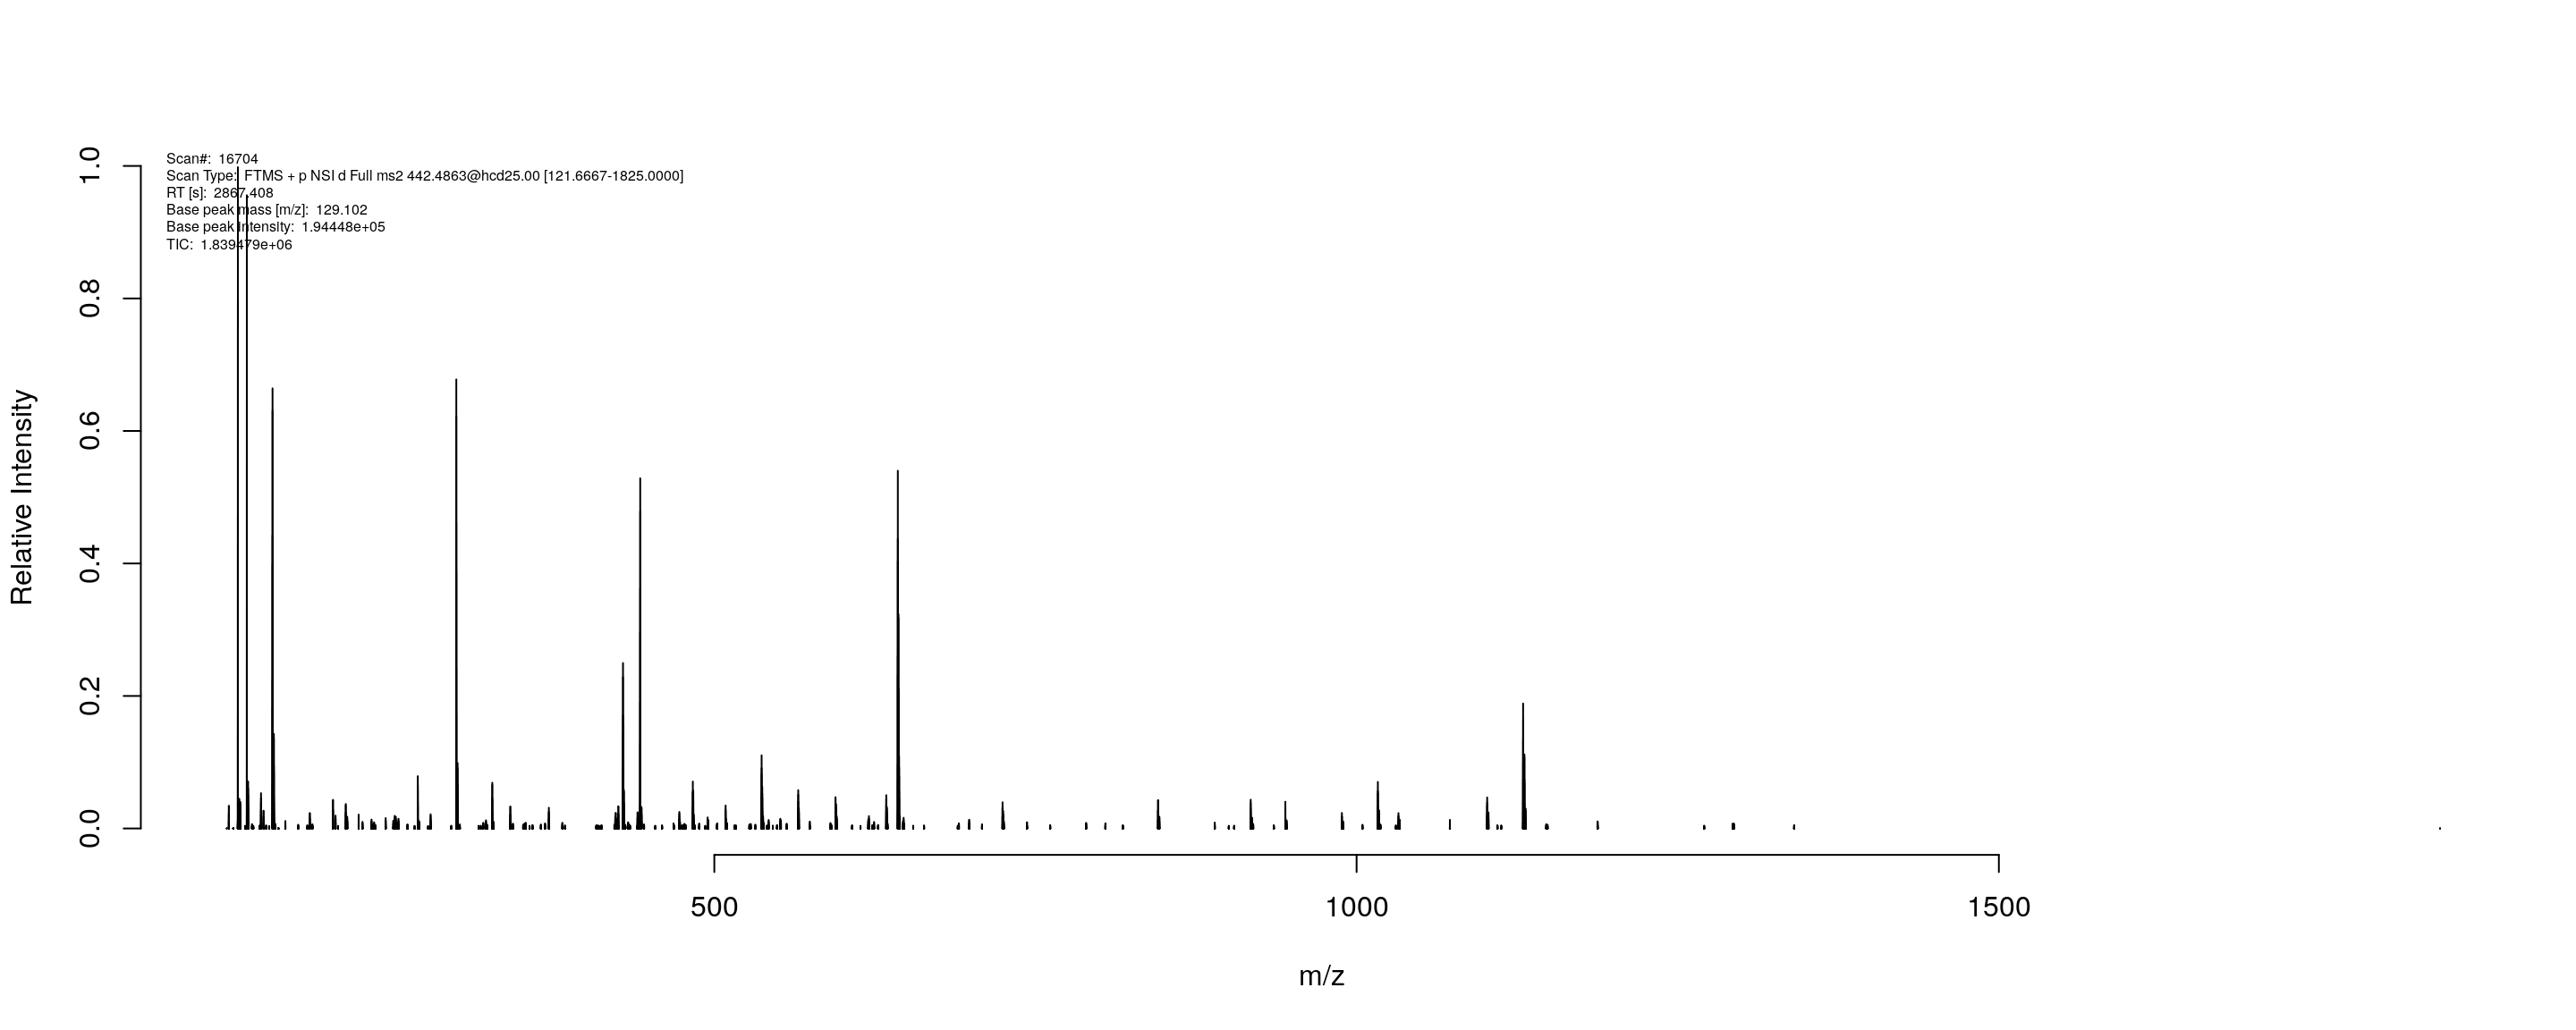 Scan#: 16704
Scan Type: FTMS + p NSI d Full ms2 442.4863@hcd25.00 [121.6667-1825.0000]
RT [s]: 2867.408
Base peak mass [m/z]: 129.102
Base peak intensity: 1.94448e+05
TIC: 1.839479e+06
1.0
0.8
0.6
0.4
0.2
0.0
Relative Intensity
500 1000 1500
m/z